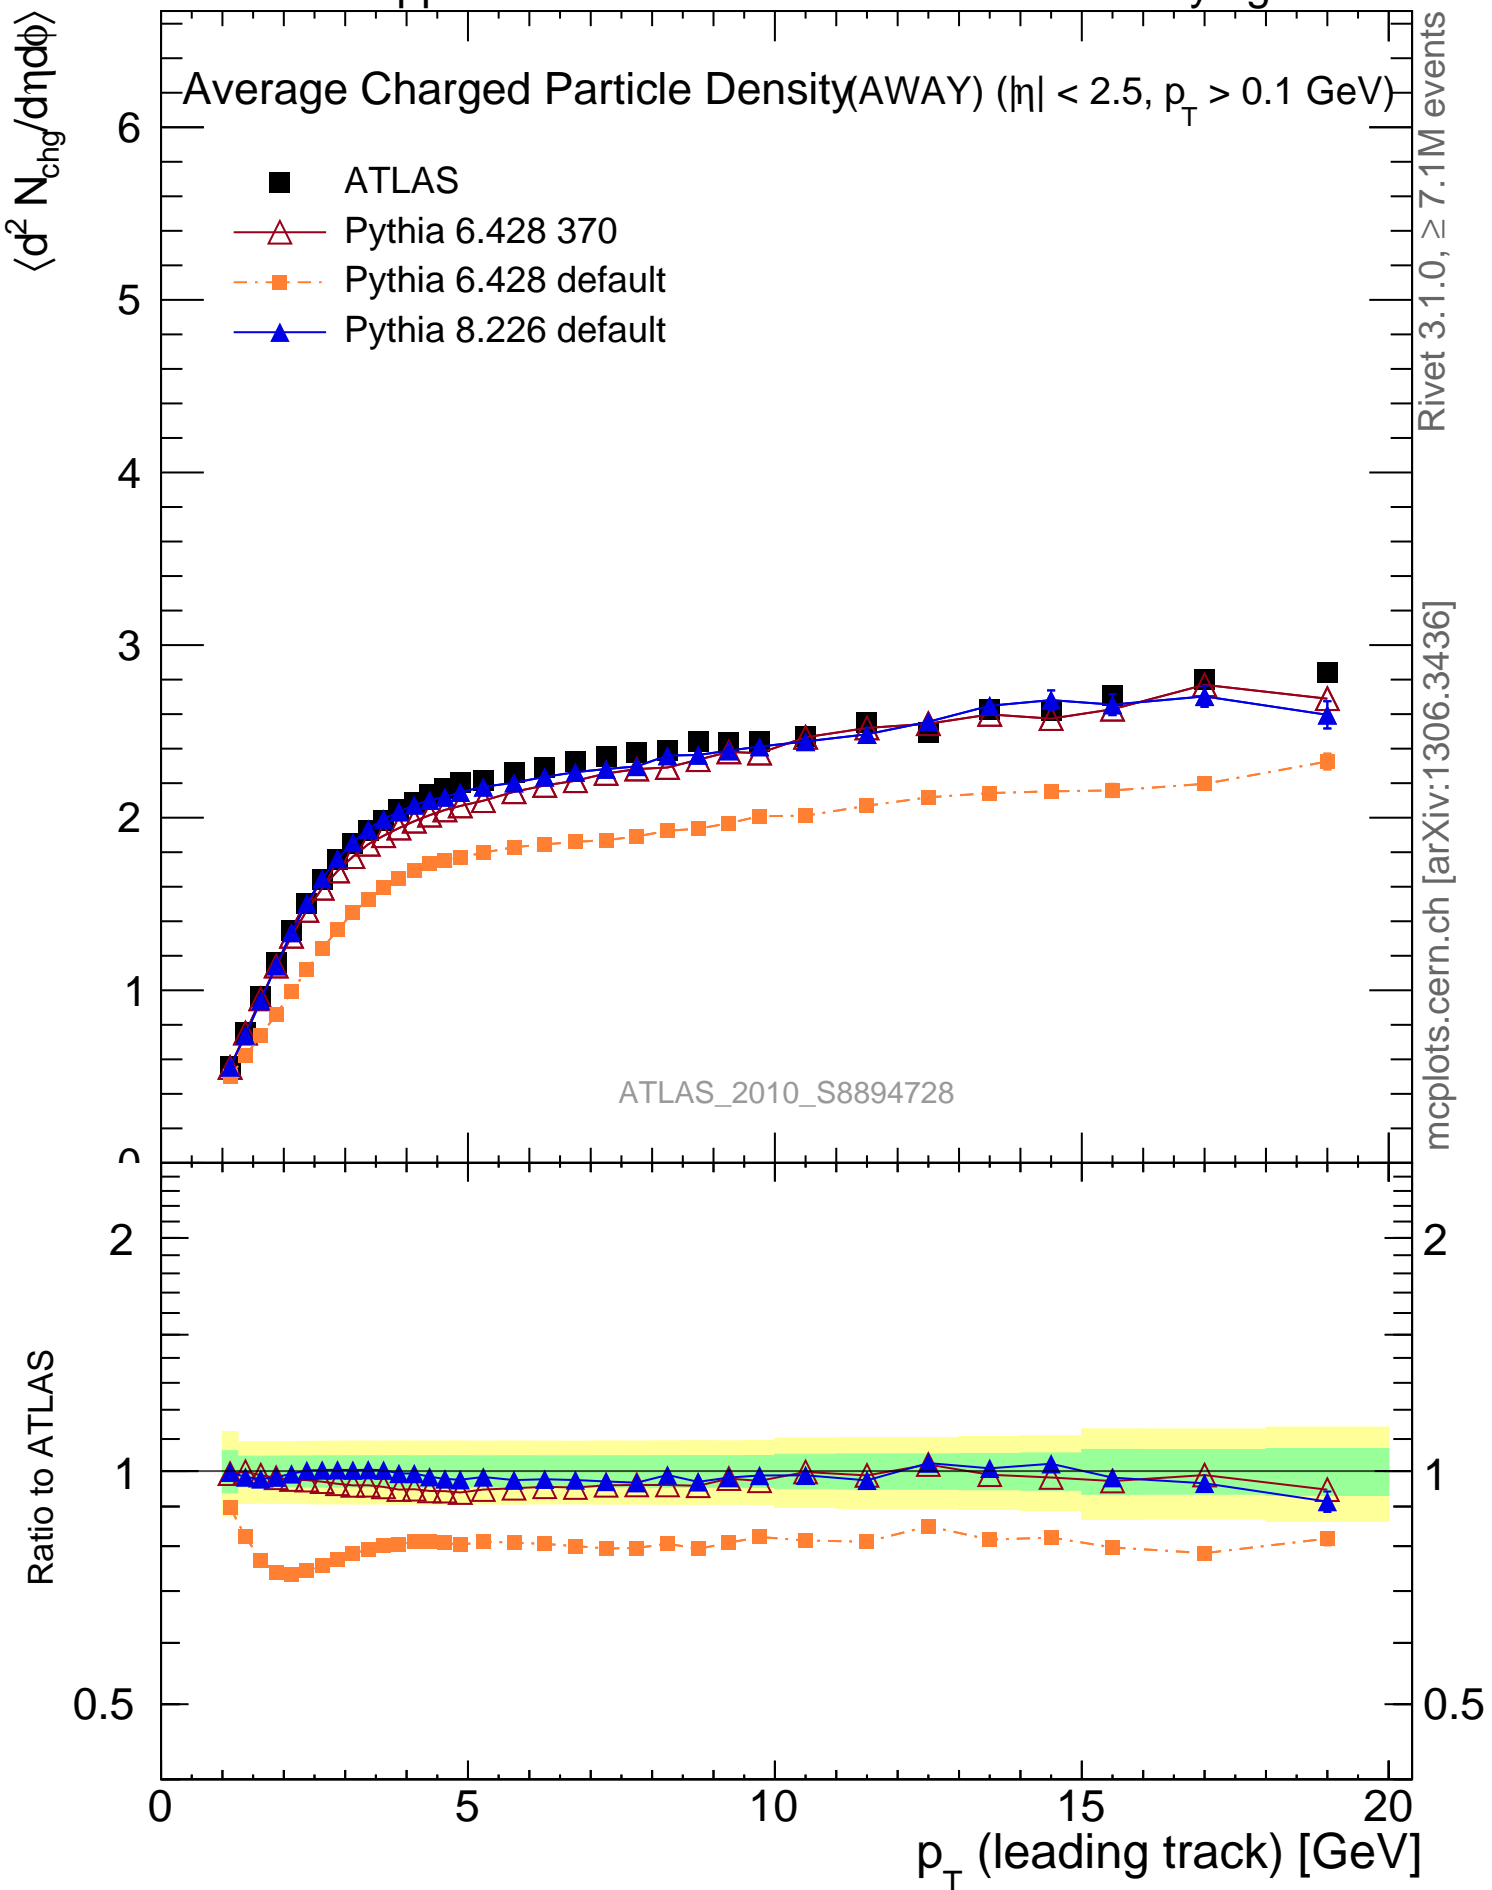 Average Charged Particle Density (AWAY) (|η| < 2.5, p_T > 0.1 GeV)
⟨d² N_chg/dηdϕ⟩
ATLAS
Pythia 6.428 370
Pythia 6.428 default
Pythia 8.226 default
6
5
4
3
2
1
0
ATLAS_2010_S8894728
Rivet 3.1.0, ≥ 7.1M events
mcplots.cern.ch [arXiv:1306.3436]
Ratio to ATLAS
2
1
0.5
2
1
0.5
0 5 10 15 20
p_T (leading track) [GeV]